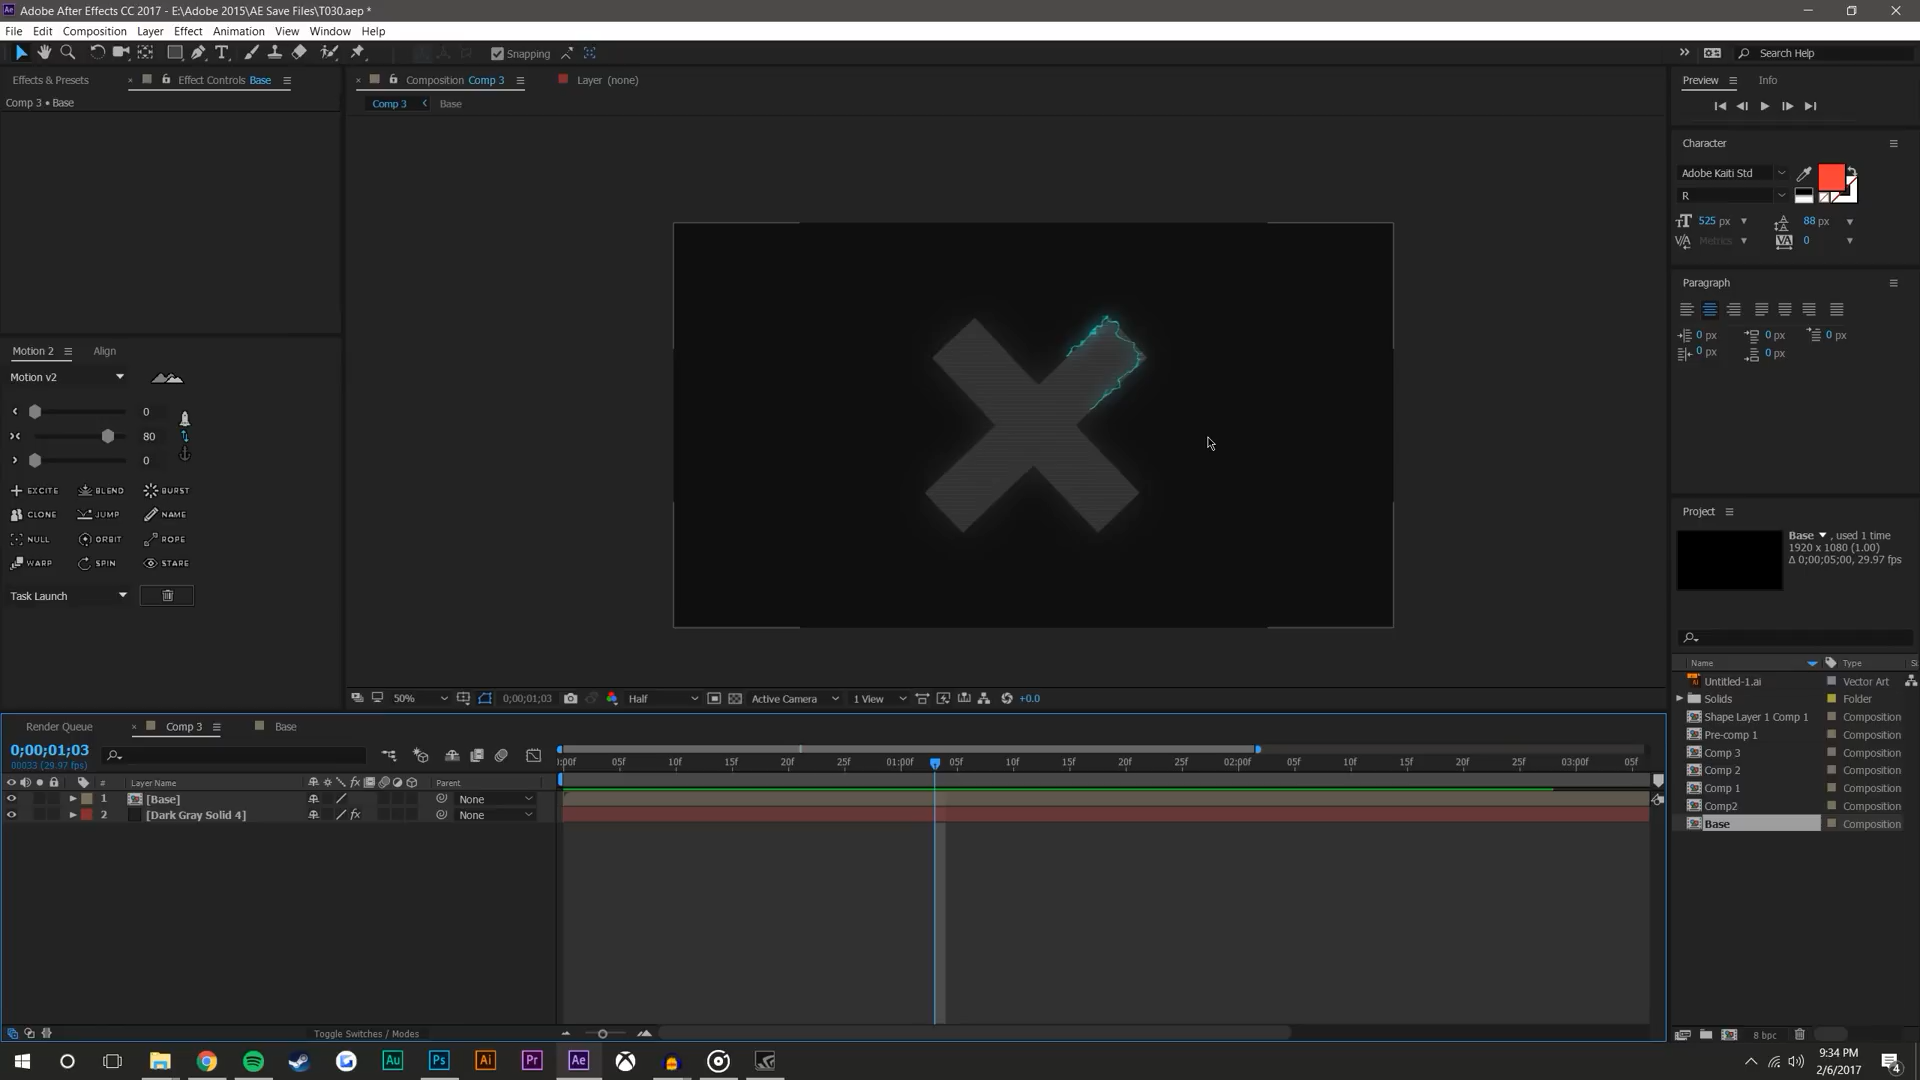 Adobe After Effects CC 2017 - E:\Adobe 2015\AE Save Files\T030.aep *
File Edit Composition Layer Effect Animation View Window Help
Snapping
Search Help
Effects & Presets
Effect Controls Base
Composition Comp 3
Layer (none)
Preview
Info
Comp 3 • Base
Comp 3
Base
Character
Adobe Kaiti Std
R
525 px
88 px
Metrics
0
Paragraph
0 px
0 px
0 px
0 px
0 px
Motion 2
Align
Motion v2
0
80
0
EXCITE
BLEND
BURST
CLONE
JUMP
NAME
NULL
ORBIT
ROPE
WARP
SPIN
STARE
Task Launch
Project
Base , used 1 time
1920 x 1080 (1.00)
Δ 0;00;05;00, 29.97 fps
Name
Type
Si
Untitled-1.ai
Vector Art
Solids
Folder
Shape Layer 1 Comp 1
Composition
Pre-comp 1
Composition
Comp 3
Composition
Comp 2
Composition
Comp 1
Composition
Comp2
Composition
Base
Composition
8 bpc
50%
0;00;01;03
Half
Active Camera
1 View
+0.0
Render Queue
Comp 3
Base
0;00;01;03
00033 (29.97 fps)
:00f 05f 10f 15f 20f 25f 01:00f 05f 10f 15f 20f 25f 02:00f 05f 10f 15f 20f 25f 03:00f 05f
# Layer Name
fx
Parent
1 [Base]
None
2 [Dark Gray Solid 4]
fx
None
Toggle Switches / Modes
Au
Ps
Ai
Pr
Ae
9:34 PM
2/6/2017
4